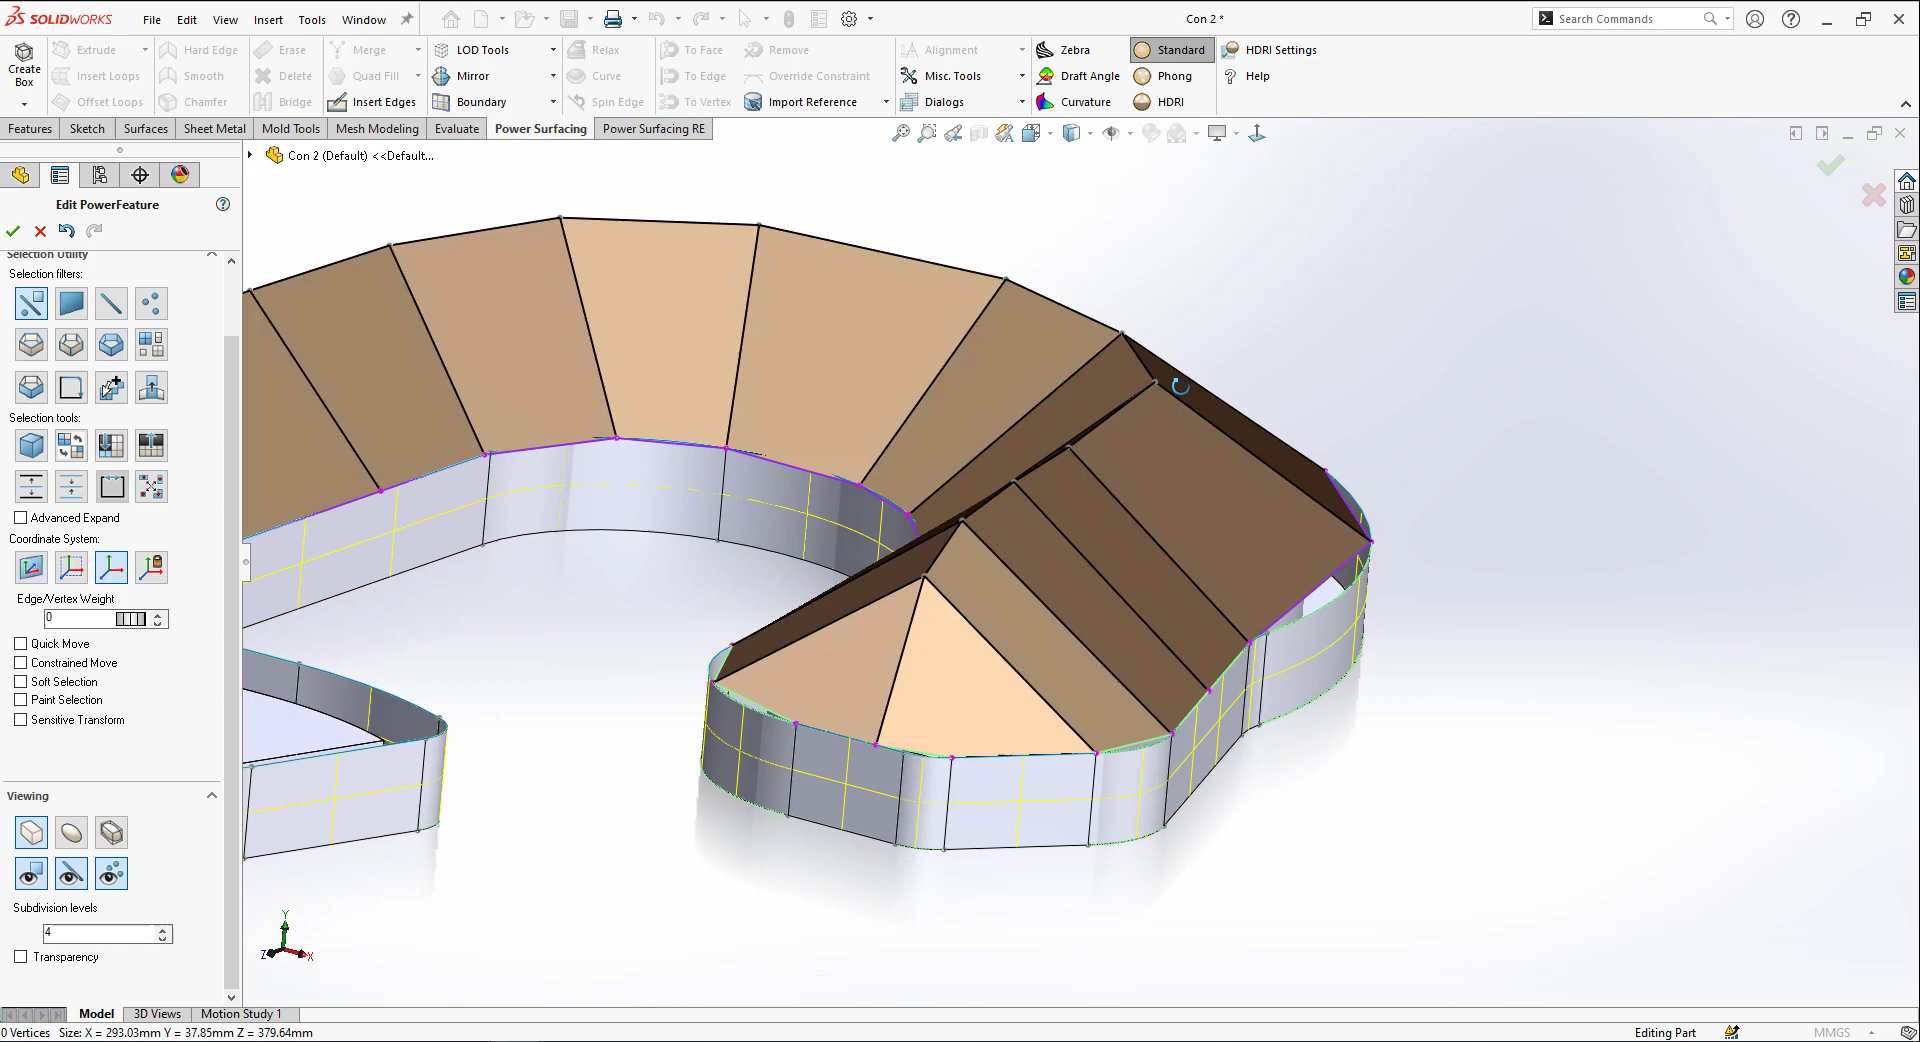 SOLIDWORKS File Edit View Insert Tools Window Con 2 * Search Commands
Create Box
Extrude Hard Edge Erase Merge LOD Tools Relax To Face Remove Alignment Zebra Standard HDRI Settings
Insert Loops Smooth Delete Quad Fill Mirror Curve To Edge Override Constraint Misc. Tools Draft Angle Phong Help
Offset Loops Chamfer Bridge Insert Edges Boundary Spin Edge To Vertex Import Reference Dialogs Curvature HDRI
Features Sketch Surfaces Sheet Metal Mold Tools Mesh Modeling Evaluate Power Surfacing Power Surfacing RE
Con 2 (Default) <<Default...
Edit PowerFeature
Selection Utility
Selection filters:
Selection tools:
Advanced Expand
Coordinate System:
Edge/Vertex Weight
0
Quick Move
Constrained Move
Soft Selection
Paint Selection
Sensitive Transform
Viewing
Subdivision levels
4
Transparency
Y
Z X
Model 3D Views Motion Study 1
0 Vertices Size: X = 293.03mm Y = 37.85mm Z = 379.64mm Editing Part MMGS